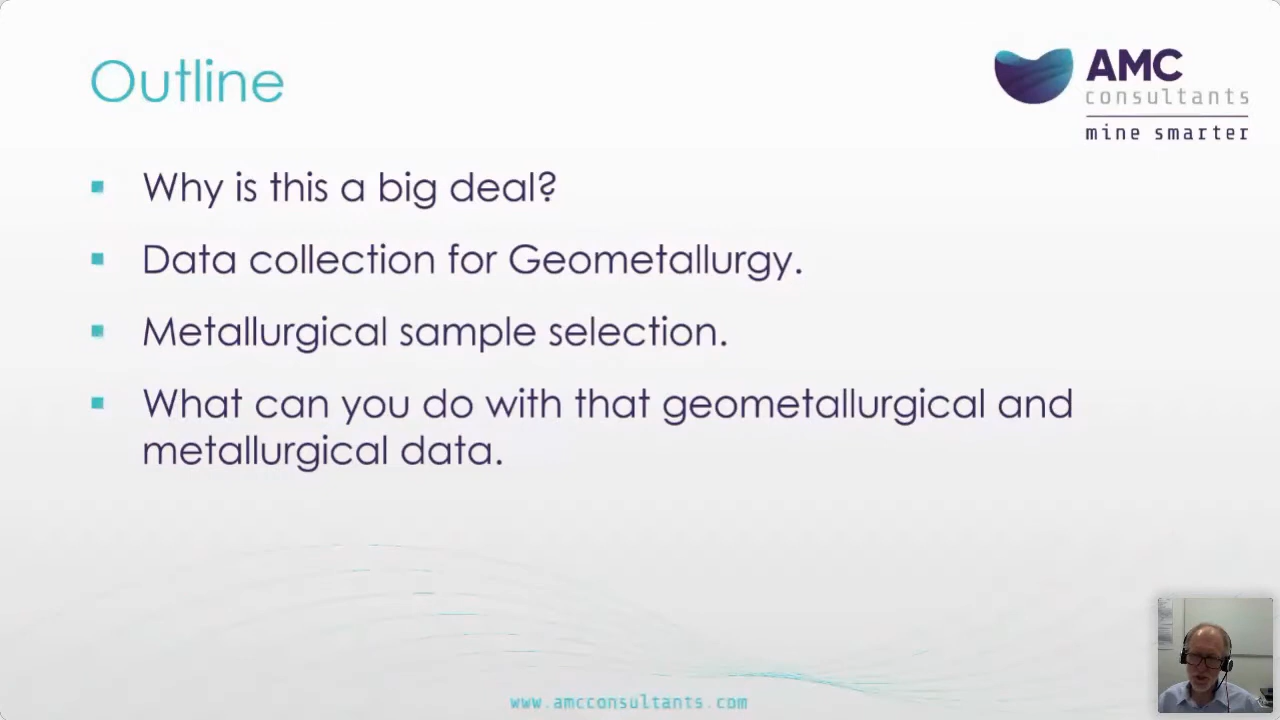 Outline
AMC
consultants
mine smarter
Why is this a big deal?
Data collection for Geometallurgy.
Metallurgical sample selection.
What can you do with that geometallurgical and
metallurgical data.
www.amcconsultants.com